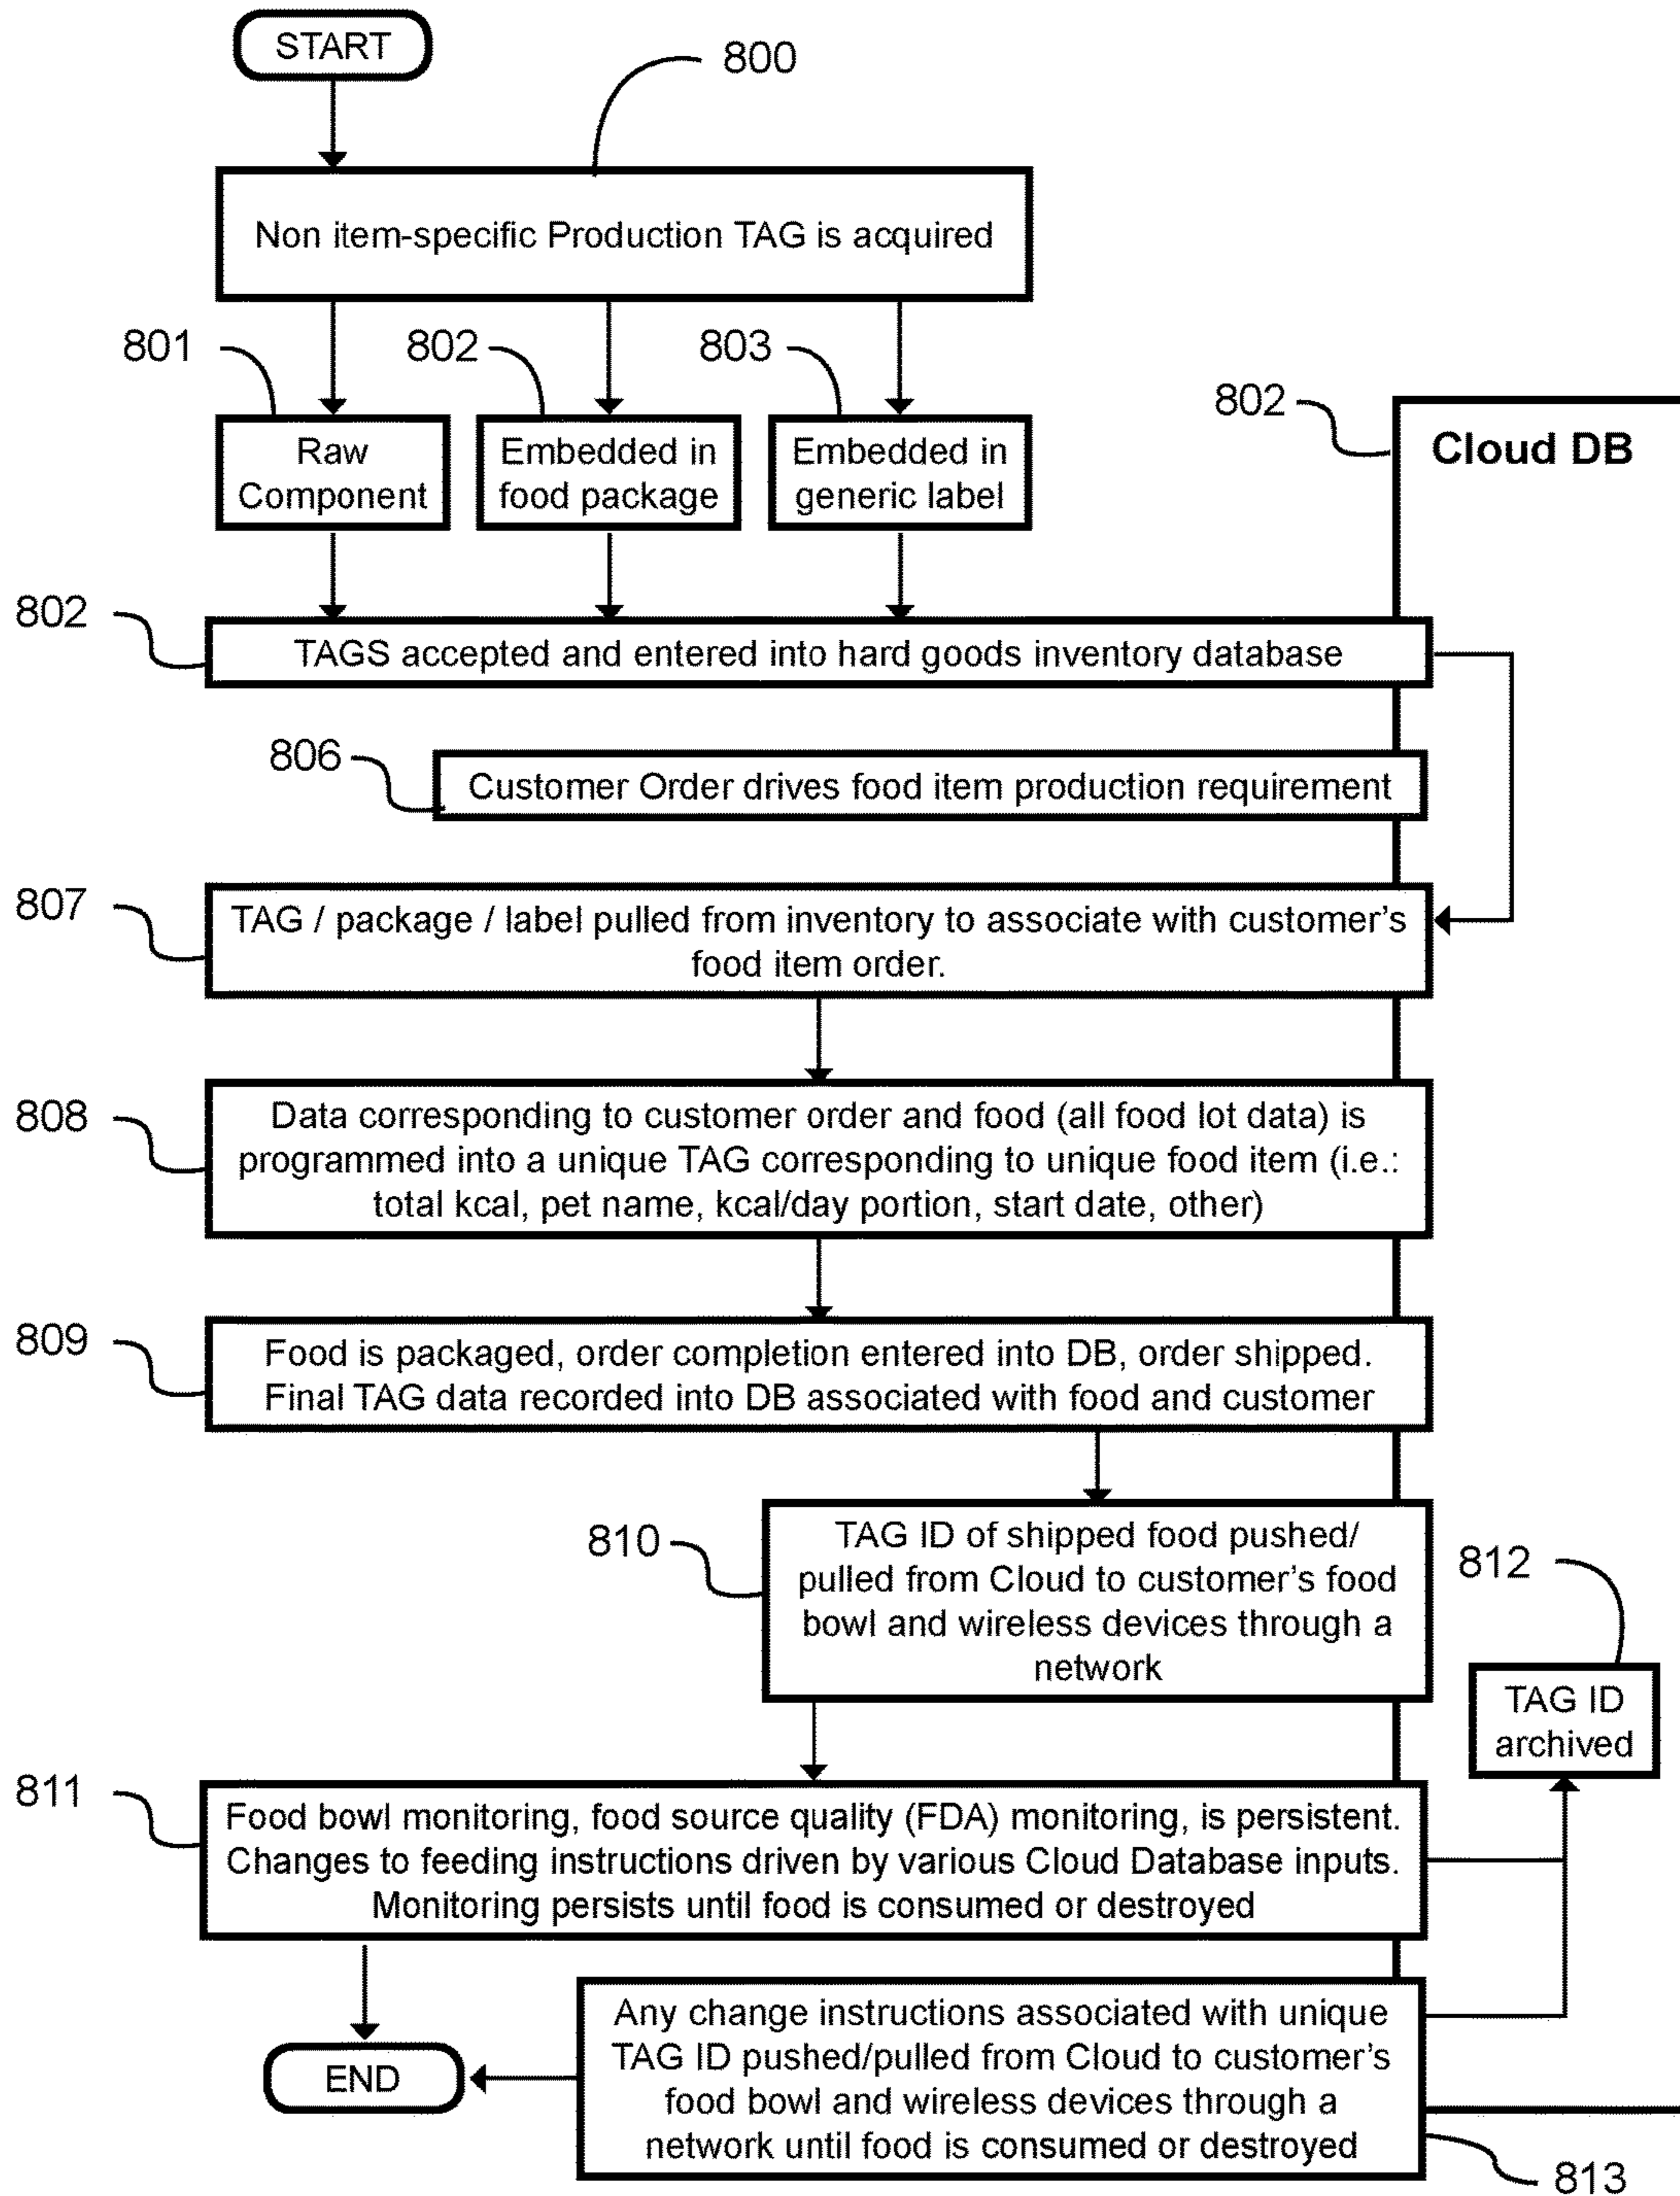 START
800
Non item-specific Production TAG is acquired
801
802
803
Raw
Component
Embedded in
food package
Embedded in
generic label
802
Cloud DB
802
TAGS accepted and entered into hard goods inventory database
806
Customer Order drives food item production requirement
807
TAG / package / label pulled from inventory to associate with customer's
food item order.
808
Data corresponding to customer order and food (all food lot data) is
programmed into a unique TAG corresponding to unique food item (i.e.:
total kcal, pet name, kcal/day portion, start date, other)
809
Food is packaged, order completion entered into DB, order shipped.
Final TAG data recorded into DB associated with food and customer
810
TAG ID of shipped food pushed/
pulled from Cloud to customer's food
bowl and wireless devices through a
network
812
TAG ID
archived
811
Food bowl monitoring, food source quality (FDA) monitoring, is persistent.
Changes to feeding instructions driven by various Cloud Database inputs.
Monitoring persists until food is consumed or destroyed
END
Any change instructions associated with unique
TAG ID pushed/pulled from Cloud to customer's
food bowl and wireless devices through a
network until food is consumed or destroyed
813